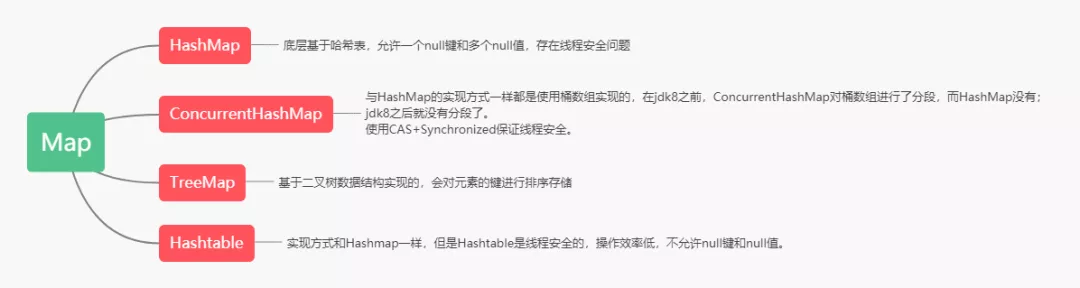 Map
HashMap
底层基于哈希表，允许一个null键和多个null值，存在线程安全问题
ConcurrentHashMap
与HashMap的实现方式一样都是使用桶数组实现的，在jdk8之前，ConcurrentHashMap对桶数组进行了分段，而HashMap没有；
jdk8之后就没有分段了。
使用CAS+Synchronized保证线程安全。
TreeMap
基于二叉树数据结构实现的，会对元素的键进行排序存储
Hashtable
实现方式和Hashmap一样，但是Hashtable是线程安全的，操作效率低，不允许null键和null值。